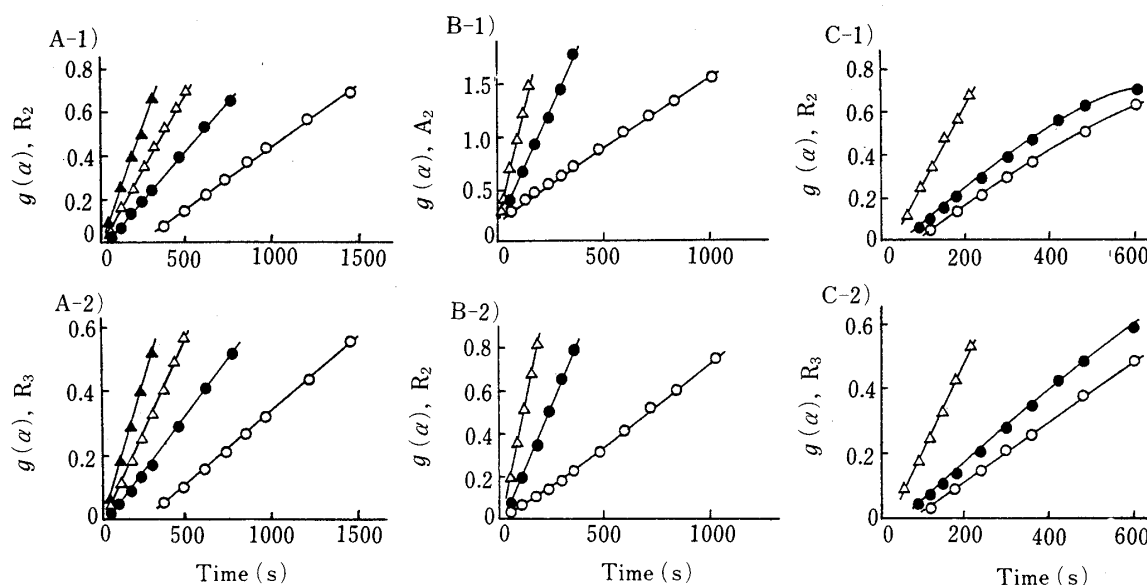 A-1)
0.8
0.6
0.4
0.2
0
g (α), R₂
0 500 1000 1500
B-1)
1.5
1.0
0.5
0
g (α), A₂
0 500 1000
C-1)
0.8
0.6
0.4
0.2
0
g (α), R₂
200 400 600
A-2)
0.6
0.4
0.2
0
g (α), R₃
0 500 1000 1500
Time (s)
B-2)
0.8
0.6
0.4
0.2
0
g (α), R₂
0 500 1000
Time (s)
C-2)
0.6
0.4
0.2
0
g (α), R₃
0 200 400 600
Time (s)